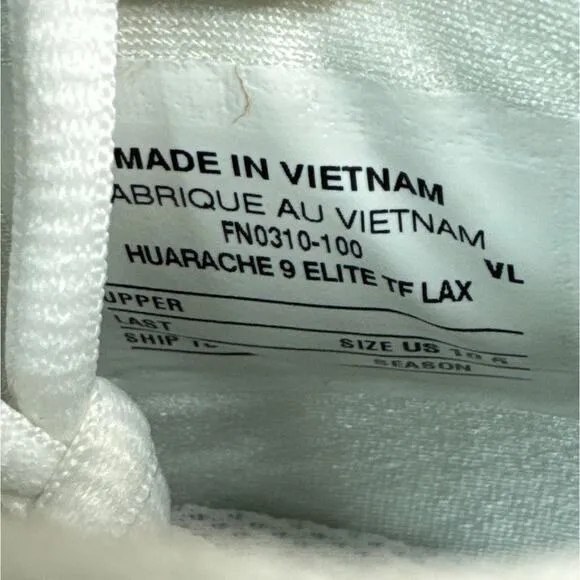 MADE IN VIETNAM
ABRIQUE AU VIETNAM
FN0310-100 VL
HUARACHE 9 ELITE TF LAX
UPPER
LAST SIZE US
SHIP SEASON